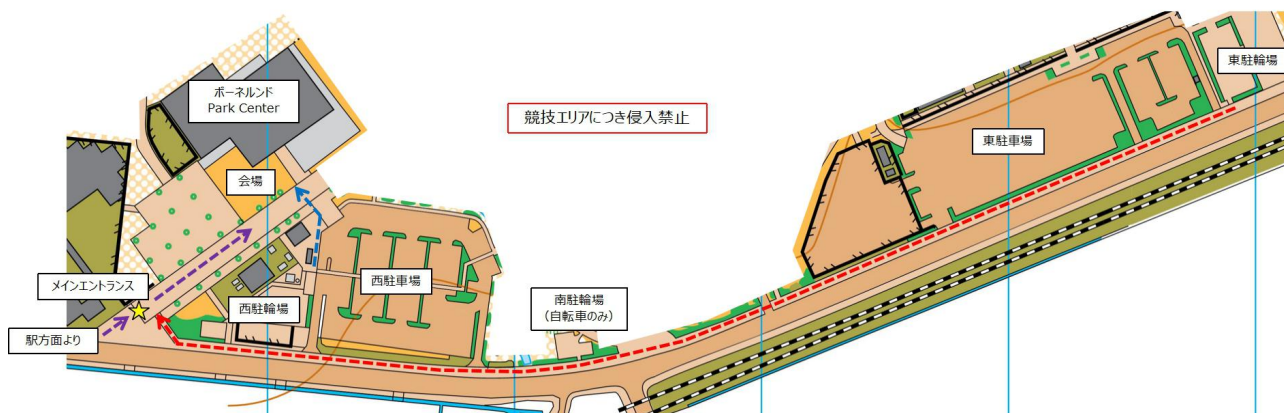 ボーネルンド
Park Center
競技エリアにつき侵入禁止
東駐輪場
東駐車場
会場
メインエントランス
西駐車場
西駐輪場
南駐輪場
（自転車のみ）
駅方面より